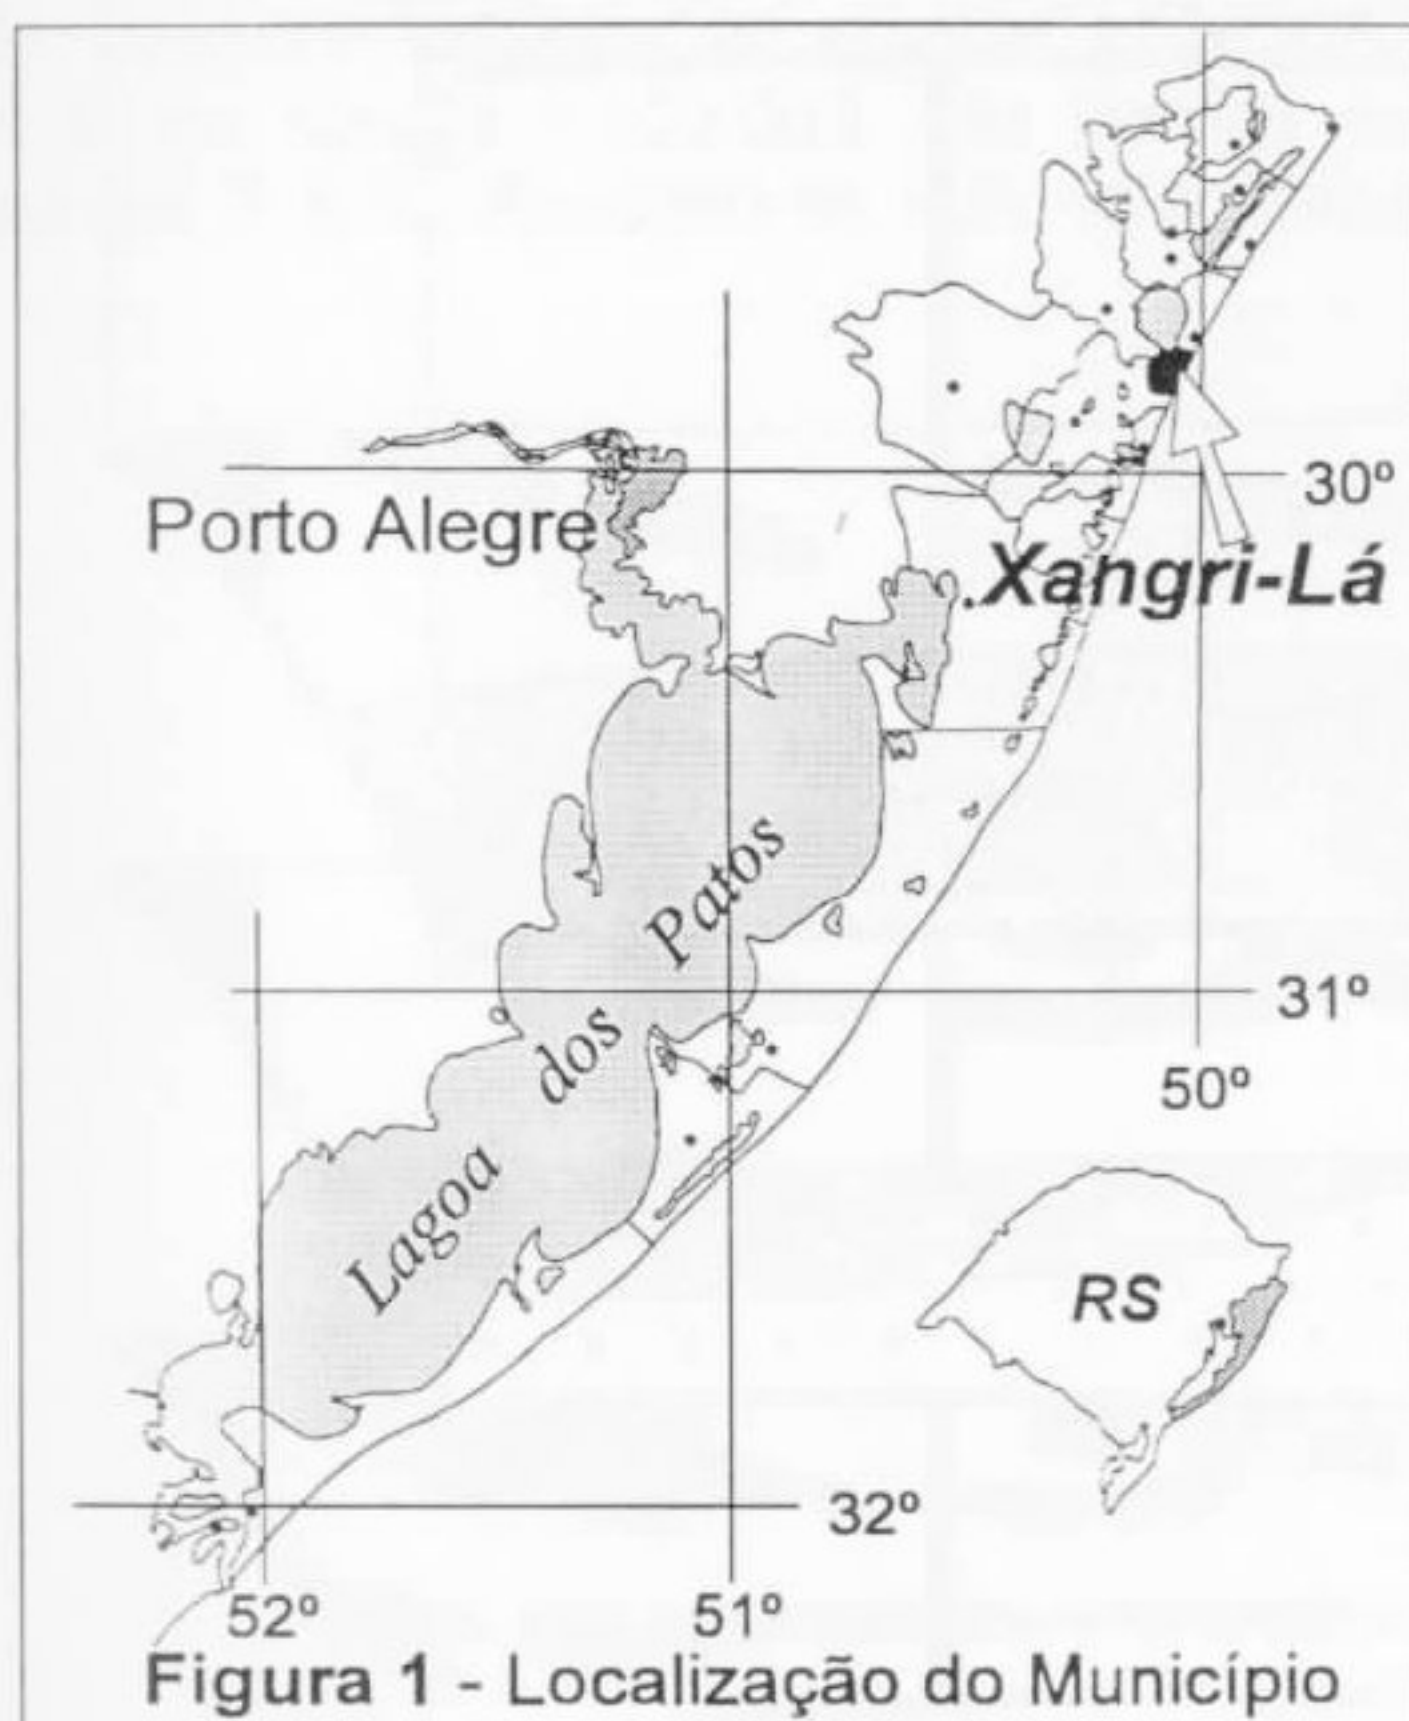 30º
Porto Alegre
.Xangri-Lá
Patos
31º
dos
50º
Lagoa
RS
32º
52º
51º
Figura 1 - Localização do Município